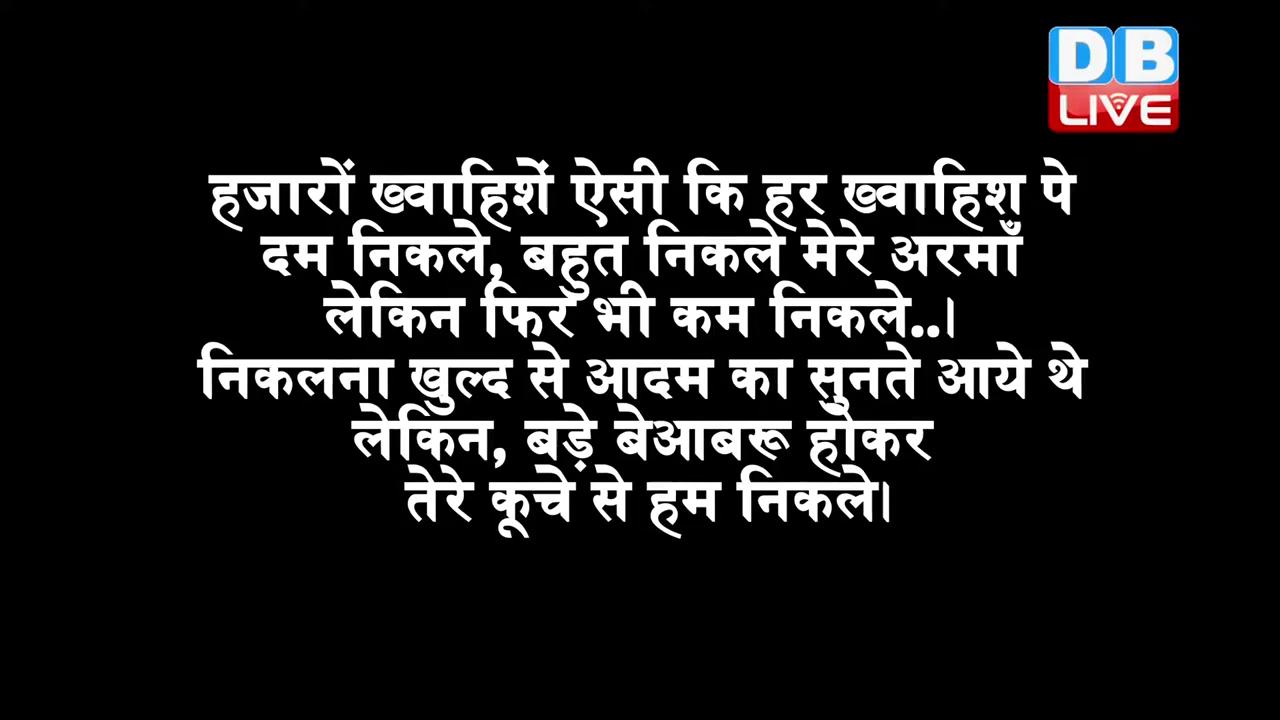 DB
LIVE
हजारों ख्वाहिशें ऐसी कि हर ख्वाहिश पे
दम निकले, बहुत निकले मेरे अरमाँ
लेकिन फिर भी कम निकले..।
निकलना खुल्द से आदम का सुनते आये थे
लेकिन, बड़े बेआबरू होकर
तेरे कूचे से हम निकले।